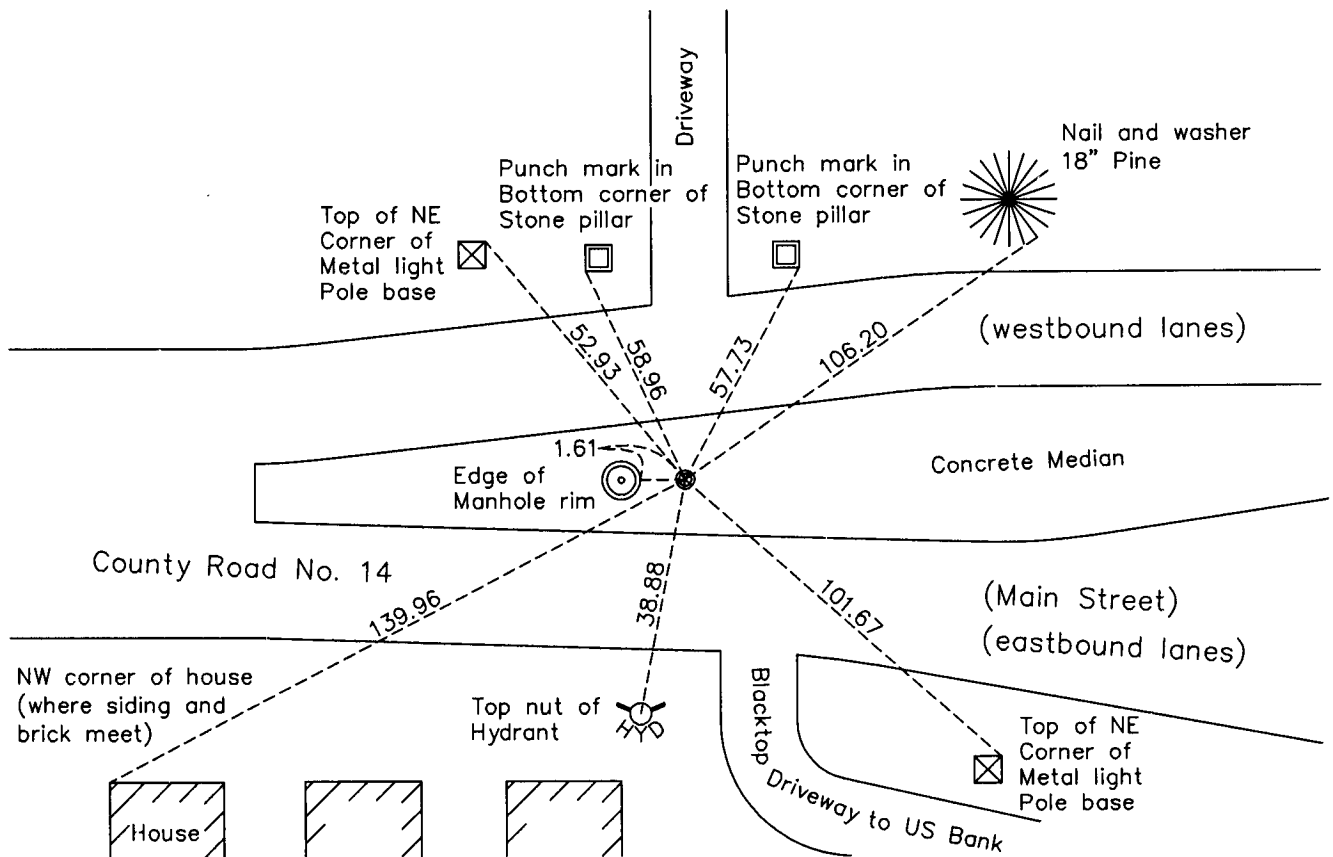 Driveway
Nail and washer
18" Pine
Punch mark in
Bottom corner of
Stone pillar
Punch mark in
Bottom corner of
Stone pillar
Top of NE
Corner of
Metal light
Pole base
(westbound lanes)
52.93
58.96
57.73
106.20
1.61
Edge of
Manhole rim
Concrete Median
County Road No. 14
139.96
38.88
101.67
(Main Street)
(eastbound lanes)
NW corner of house
(where siding and
brick meet)
Top nut of
Hydrant
HYD
Blacktop
Driveway to US Bank
Top of NE
Corner of
Metal light
Pole base
House